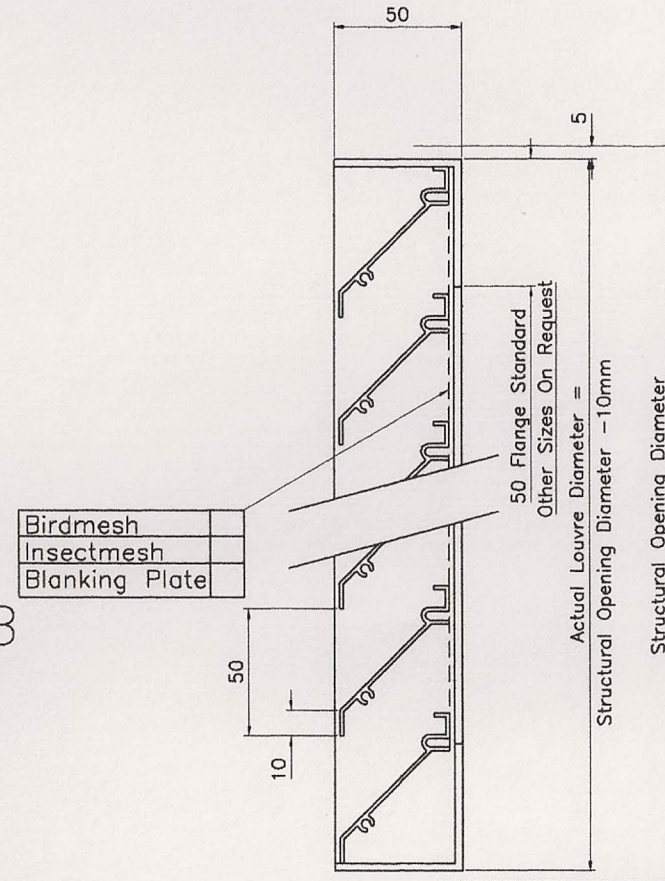 50
5
Birdmesh
Insectmesh
Blanking Plate
50
10
50 Flange Standard
Other Sizes On Request
Actual Louvre Diameter =
Structural Opening Diameter -10mm
Structural Opening Diameter